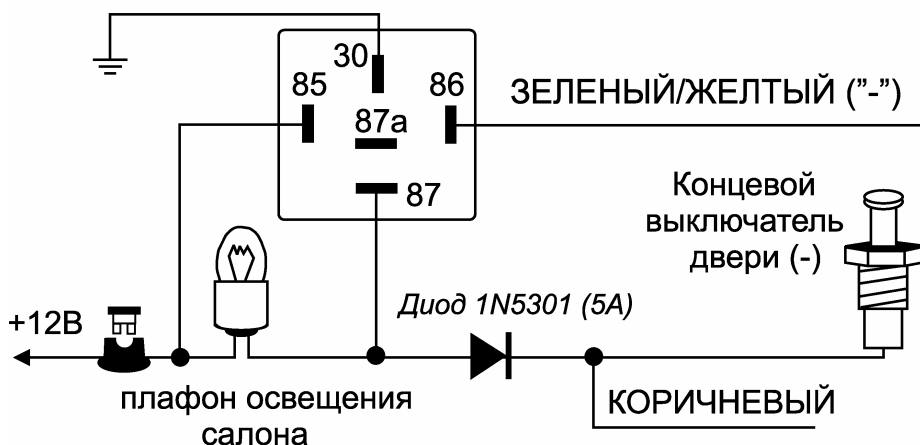 30
85
86
ЗЕЛЕНЫЙ/ЖЕЛТЫЙ (”-”)
87a
87
Концевой
выключатель
двери (-)
Диод 1N5301 (5А)
+12В
плафон освещения
салона
КОРИЧНЕВЫЙ